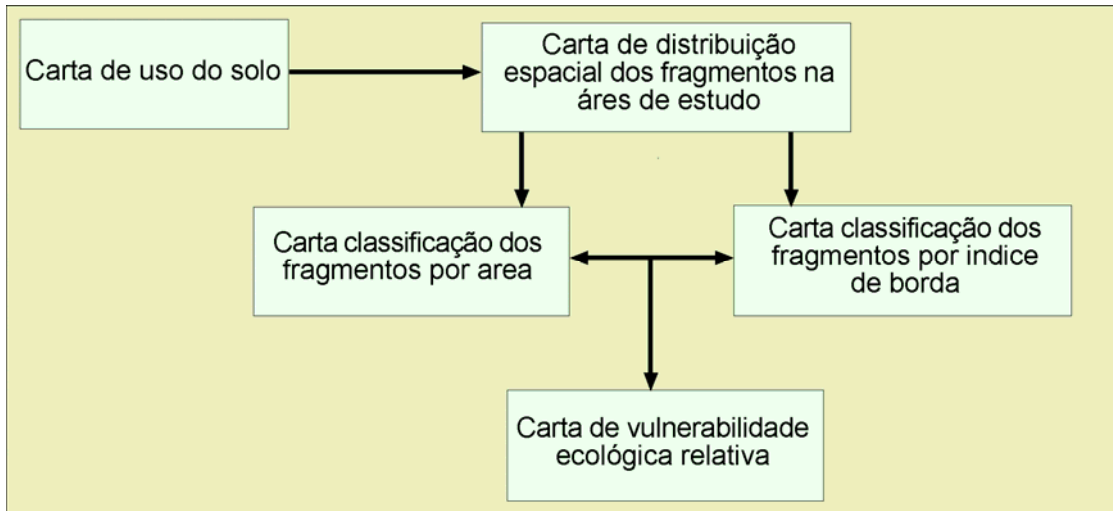 Carta de uso do solo
Carta de distribuição
espacial dos fragmentos na
áres de estudo
Carta classificação dos
fragmentos por area
Carta classificação dos
fragmentos por indice
de borda
Carta de vulnerabilidade
ecológica relativa